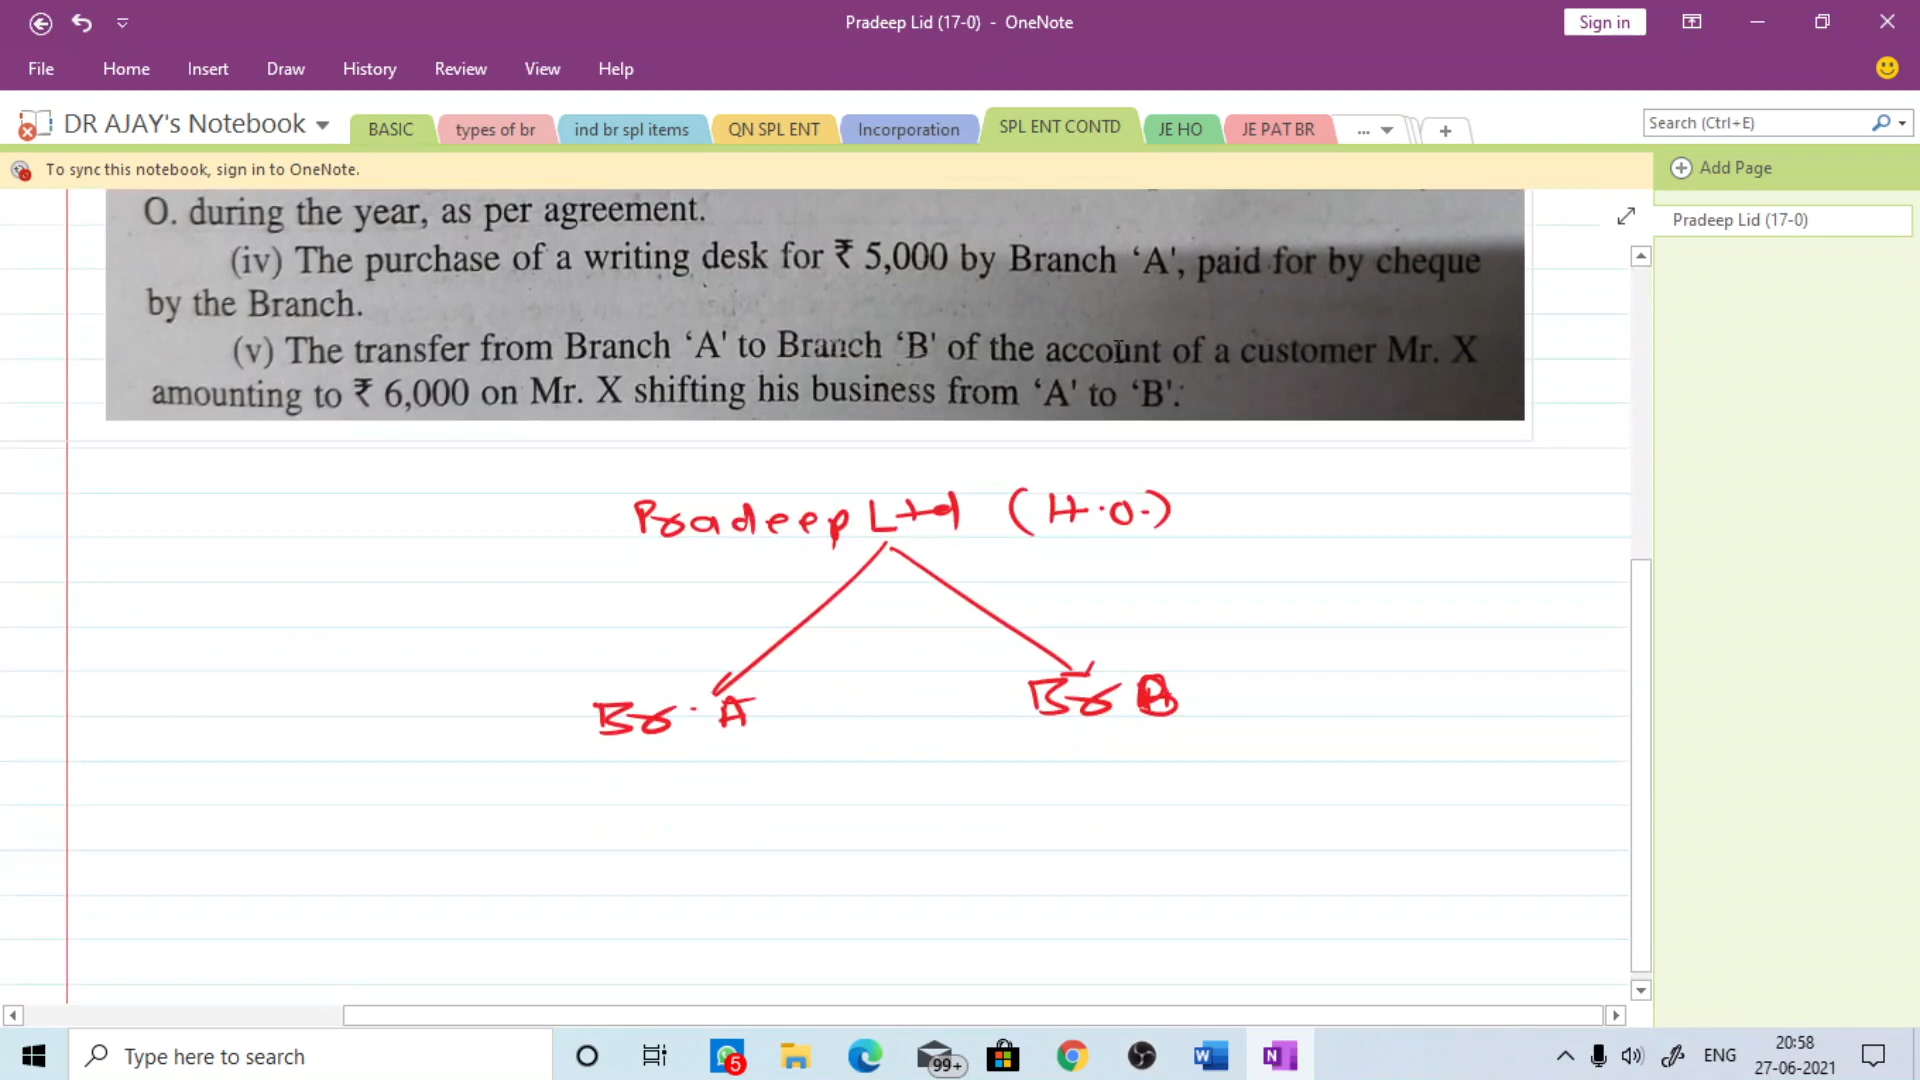 Pradeep Lid (17-0) - OneNote
Sign in
File Home Insert Draw History Review View Help
DR AJAY's Notebook BASIC types of br ind br spl items QN SPL ENT Incorporation SPL ENT CONTD JE HO JE PAT BR ... + Search (Ctrl+E)
To sync this notebook, sign in to OneNote.
Add Page
Pradeep Lid (17-0)
O. during the year, as per agreement.
(iv) The purchase of a writing desk for ₹ 5,000 by Branch ‘A', paid for by cheque
by the Branch.
(v) The transfer from Branch ‘A' to Branch ‘B' of the account of a customer Mr. X
amounting to ₹ 6,000 on Mr. X shifting his business from ‘A' to ‘B'.
Pradeep Ltd (H.O.)
Br. A
Br B
Type here to search
5
99+
ENG
20:58
27-06-2021